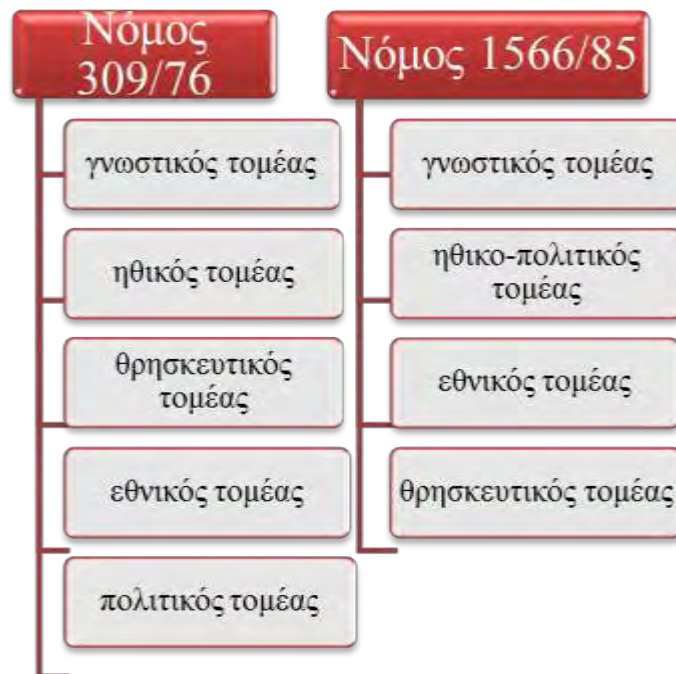 Νόμος
309/76
γνωστικός τομέας
ηθικός τομέας
θρησκευτικός
τομέας
εθνικός τομέας
πολιτικός τομέας
Νόμος 1566/85
γνωστικός τομέας
ηθικο-πολιτικός
τομέας
εθνικός τομέας
θρησκευτικός τομέας